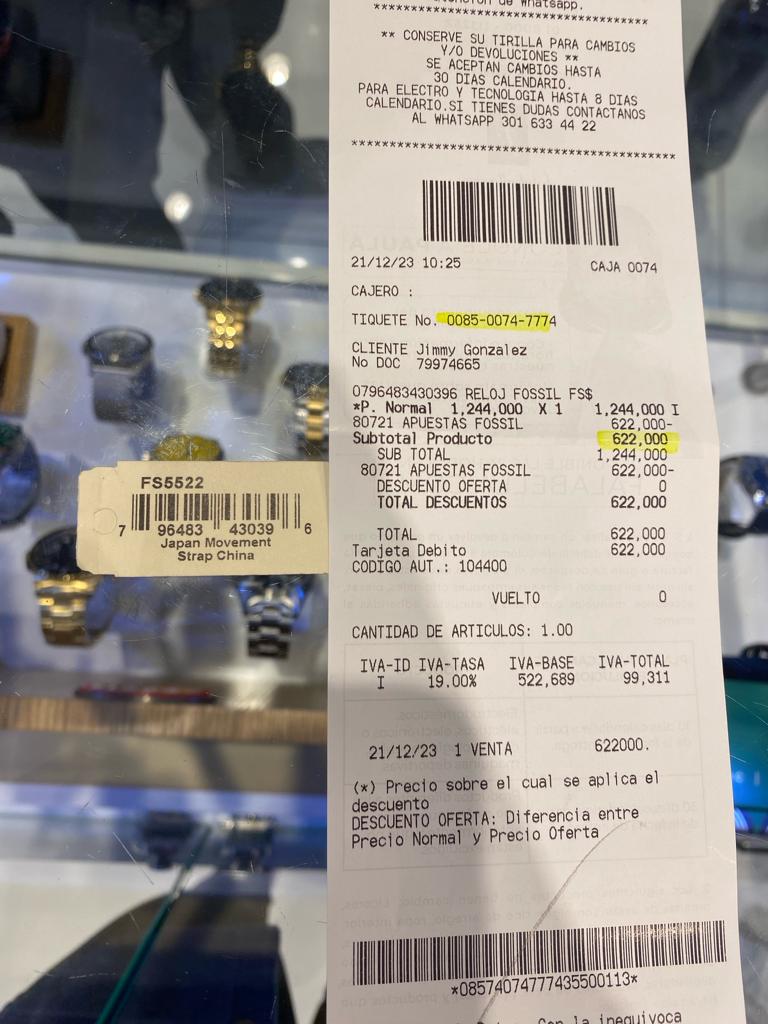 atención de Whatsapp.
****************************************
** CONSERVE SU TIRILLA PARA CAMBIOS
Y/O DEVOLUCIONES **
SE ACEPTAN CAMBIOS HASTA
30 DIAS CALENDARIO.
PARA ELECTRO Y TECNOLOGIA HASTA 8 DIAS
CALENDARIO.SI TIENES DUDAS CONTACTANOS
AL WHATSAPP 301 633 44 22
****************************************
21/12/23 10:25 CAJA 0074
CAJERO :
TIQUETE No. 0085-0074-7774
CLIENTE Jimmy Gonzalez
No DOC 79974665
0796483430396 RELOJ FOSSIL FS$
*P. Normal 1,244,000 X 1 1,244,000 I
80721 APUESTAS FOSSIL 622,000-
Subtotal Producto 622,000
SUB TOTAL 1,244,000
80721 APUESTAS FOSSIL 622,000-
DESCUENTO OFERTA 0
TOTAL DESCUENTOS 622,000
TOTAL 622,000
Tarjeta Debito 622,000
CODIGO AUT.: 104400
VUELTO 0
CANTIDAD DE ARTICULOS: 1.00
IVA-ID IVA-TASA IVA-BASE IVA-TOTAL
I 19.00% 522,689 99,311
21/12/23 1 VENTA 622000.
(*) Precio sobre el cual se aplica el
descuento
DESCUENTO OFERTA: Diferencia entre
Precio Normal y Precio Oferta
*08574074777435500113*
Con la inequivoca
FS5522
7 96483 43039 6
Japan Movement
Strap China